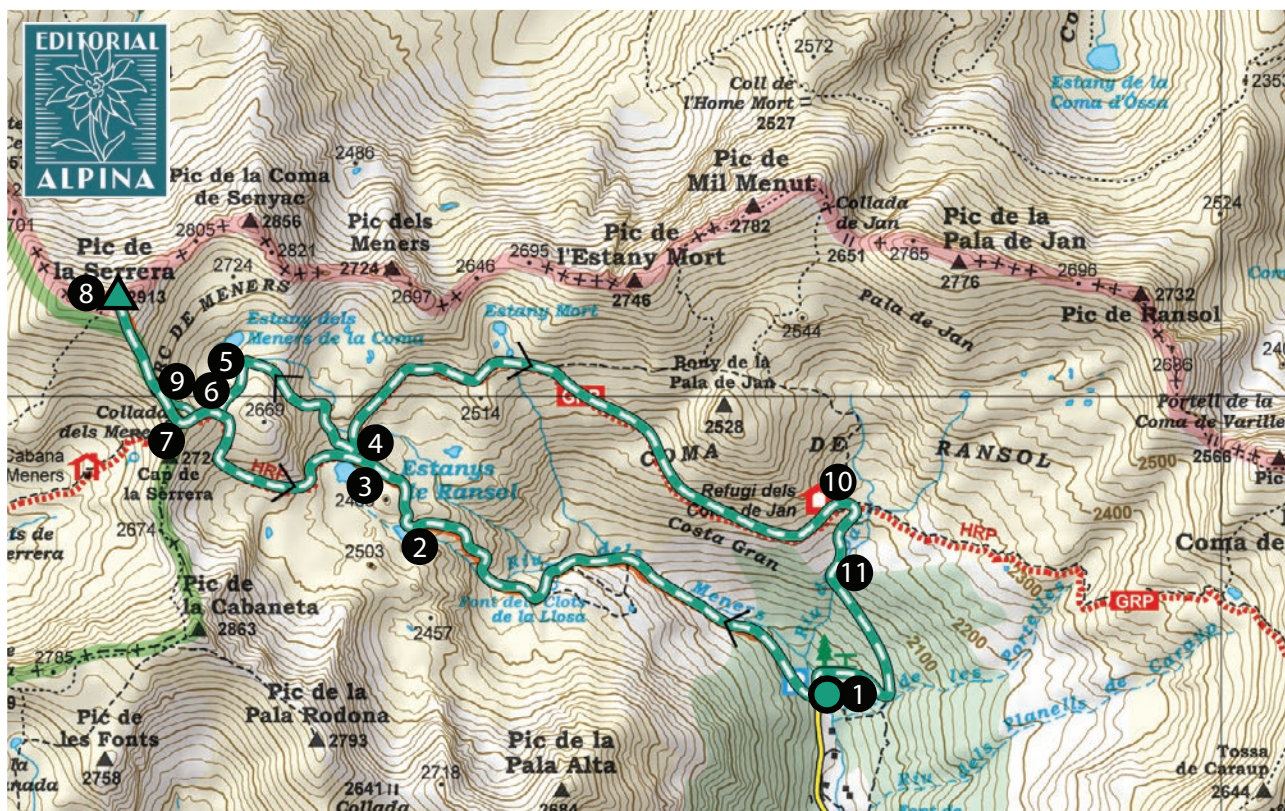 EDITORIAL
ALPINA
2572
Coll de
l'Home Mort
2527
Estany de la
Coma d'Óssa
2486
Pic de la Coma
de Senyac
2856
2805
2821
2701
Pic dels
Meners
2724
2697
2646
2695
Pic de
l'Estany Mort
2746
Pic de
Mil Menut
2782
Collada
de Jan
2651
2765
Pic de la
Pala de Jan
2776
2696
2524
2732
Pic de Ransol
2686
Pic de
la Serrera
2913
8
2724
Estany dels
Meners de la Coma
Estany Mort
2544
Pala de Jan
Bony de la
Pala de Jan
2528
2514
GRP
5
9
6
2669
Collada
dels Meners
7
Cap de
la Serrera
Cabana
Meners
2674
HRP
4
3
Estanys
de Ransol
2
2503
COMA DE RANSOL
Portell de la
2566
2500
2400
Refugi dels
10
HRP
GRP
Costa Gran
11
2300
2200
2100
Riu dels Meners
Font dels Clots
de la Llosa
2457
Pic de
la Cabaneta
2863
2785
Pic de la
Pala Rodona
2793
Pic de
les Fonts
2758
2718
2641
Collada
Pic de la
Pala Alta
2684
1
de les Portelles
Riu dels Planells de Caraup
Coma de
Tossa
de Caraup
2644